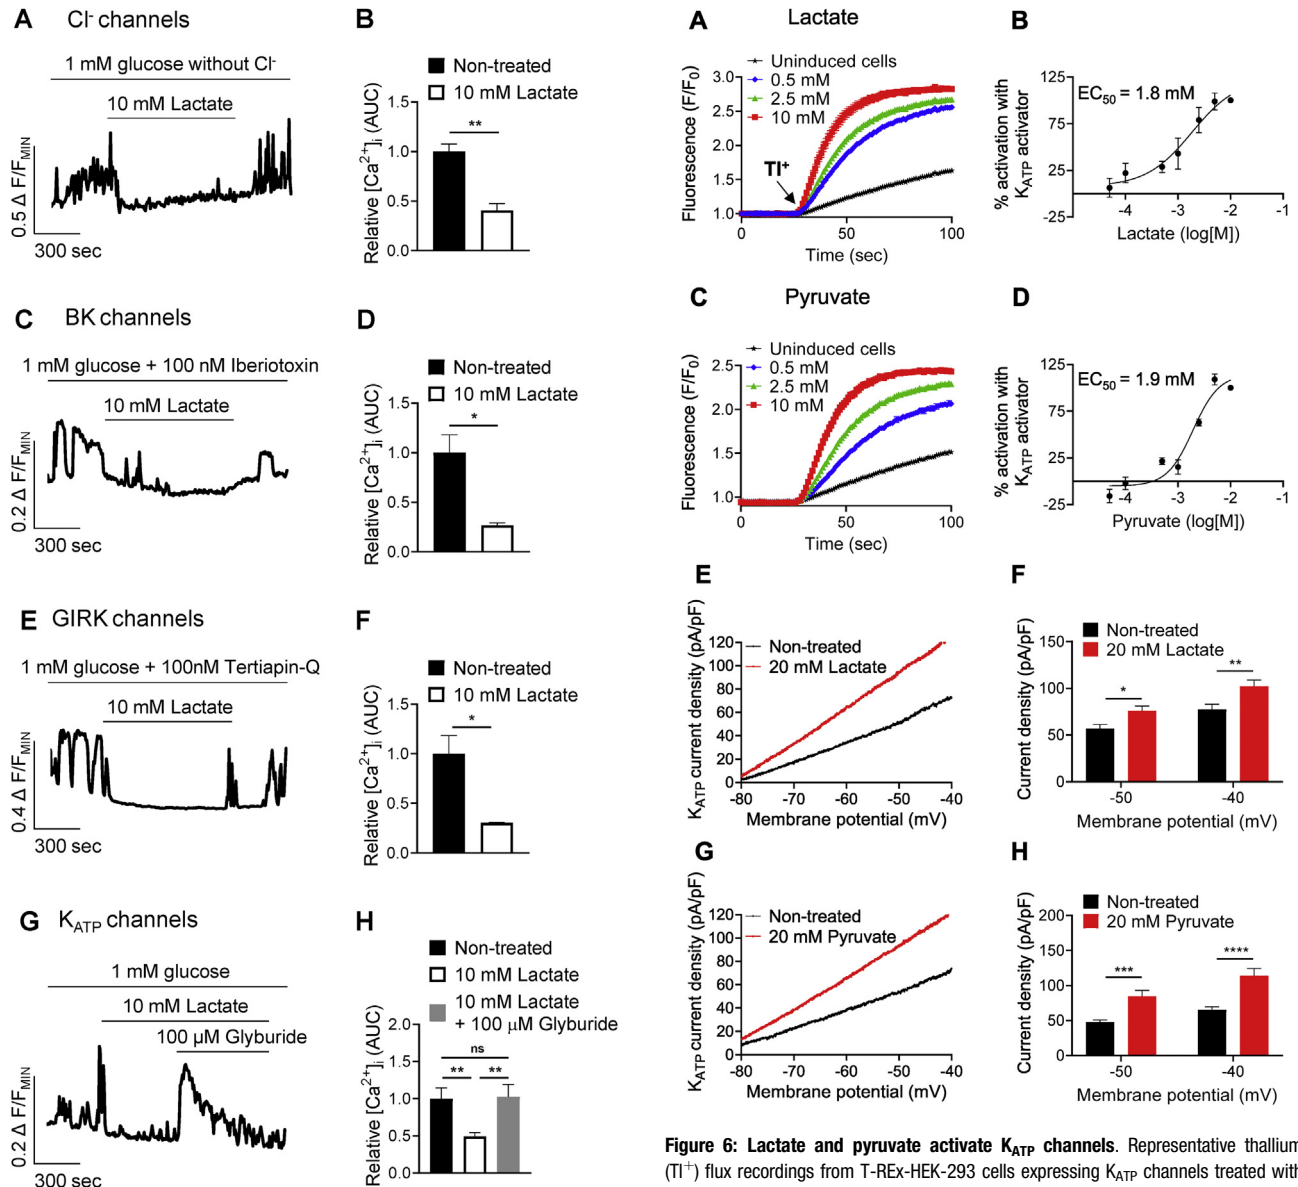 A Cl⁻ channels
1 mM glucose without Cl⁻
10 mM Lactate
0.5 Δ F/F_MIN
300 sec
B
Non-treated
10 mM Lactate
Relative [Ca²⁺]ᵢ (AUC)
1.5
1.0
0.5
0.0
**
C BK channels
1 mM glucose + 100 nM Iberiotoxin
10 mM Lactate
0.2 Δ F/F_MIN
300 sec
D
Non-treated
10 mM Lactate
Relative [Ca²⁺]ᵢ (AUC)
1.5
1.0
0.5
0.0
*
E GIRK channels
1 mM glucose + 100nM Tertiapin-Q
10 mM Lactate
0.4 Δ F/F_MIN
300 sec
F
Non-treated
10 mM Lactate
Relative [Ca²⁺]ᵢ (AUC)
1.5
1.0
0.5
0.0
*
G K_ATP channels
1 mM glucose
10 mM Lactate
100 µM Glyburide
0.2 Δ F/F_MIN
300 sec
H
Non-treated
10 mM Lactate
10 mM Lactate
+ 100 µM Glyburide
Relative [Ca²⁺]ᵢ (AUC)
2.0
1.5
1.0
0.5
0.0
ns
** **
A Lactate
Uninduced cells
0.5 mM
2.5 mM
10 mM
Tl⁺
Fluorescence (F/F₀)
3.0
2.5
2.0
1.5
1.0
0 50 100
Time (sec)
B
EC₅₀ = 1.8 mM
% activation with
K_ATP activator
125
75
25
-25
-4 -3 -2 -1
Lactate (log[M])
C Pyruvate
Uninduced cells
0.5 mM
2.5 mM
10 mM
Fluorescence (F/F₀)
2.5
2.0
1.5
1.0
0 50 100
Time (sec)
D
EC₅₀ = 1.9 mM
% activation with
K_ATP activator
125
75
25
-25
-4 -3 -2 -1
Pyruvate (log[M])
E
Non-treated
20 mM Lactate
K_ATP current density (pA/pF)
120
100
80
60
40
20
0
-80 -70 -60 -50 -40
Membrane potential (mV)
F
Non-treated
20 mM Lactate
Current density (pA/pF)
150
100
50
0
* **
-50 -40
Membrane potential (mV)
G
Non-treated
20 mM Pyruvate
K_ATP current density (pA/pF)
120
100
80
60
40
20
0
-80 -70 -60 -50 -40
Membrane potential (mV)
H
Non-treated
20 mM Pyruvate
Current density (pA/pF)
200
150
100
50
0
*** ****
-50 -40
Membrane potential (mV)
Figure 6: Lactate and pyruvate activate K_ATP channels. Representative thallium
(Tl⁺) flux recordings from T-REx-HEK-293 cells expressing K_ATP channels treated with